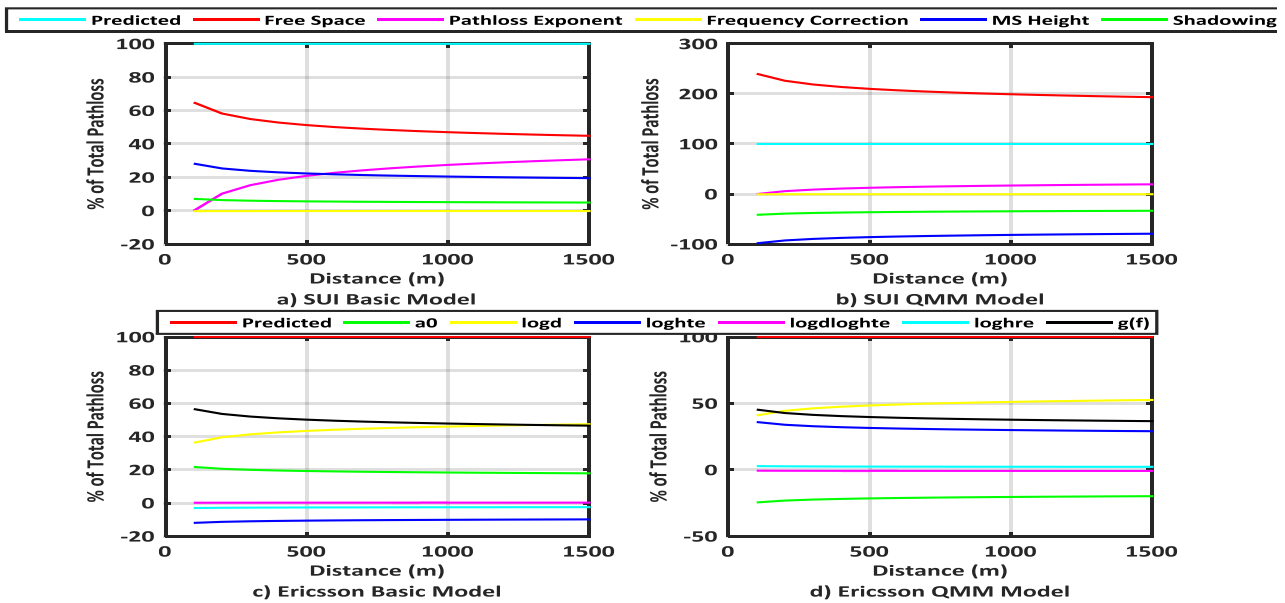 Predicted Free Space Pathloss Exponent Frequency Correction MS Height Shadowing
% of Total Pathloss
100
80
60
40
20
0
-20
0 500 1000 1500
Distance (m)
a) SUI Basic Model
% of Total Pathloss
300
200
100
0
-100
0 500 1000 1500
Distance (m)
b) SUI QMM Model
Predicted a0 logd loghte logdloghte loghre g(f)
% of Total Pathloss
100
80
60
40
20
0
-20
0 500 1000 1500
Distance (m)
c) Ericsson Basic Model
% of Total Pathloss
100
50
0
-50
0 500 1000 1500
Distance (m)
d) Ericsson QMM Model